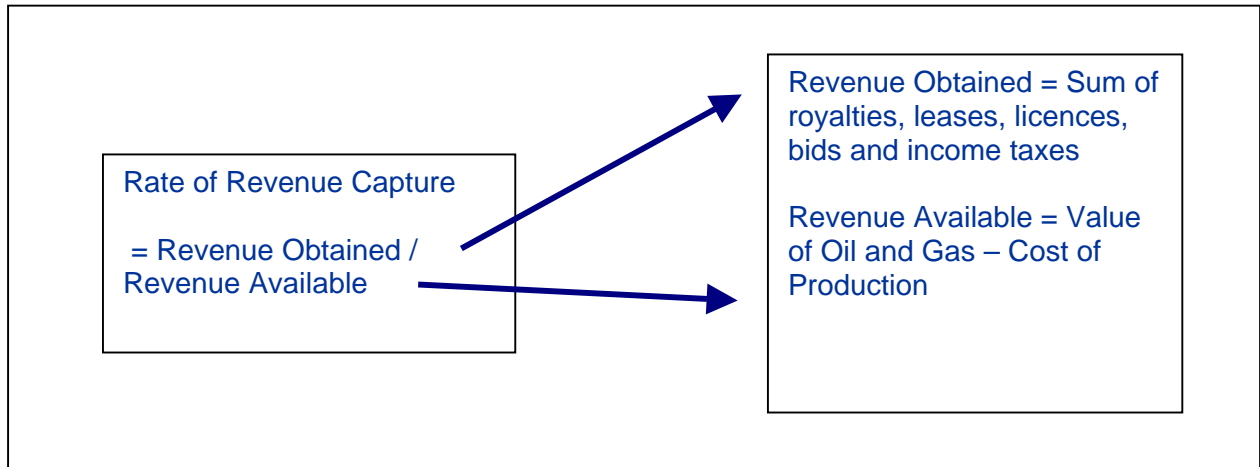 Rate of Revenue Capture
= Revenue Obtained /
Revenue Available
Revenue Obtained = Sum of
royalties, leases, licences,
bids and income taxes
Revenue Available = Value
of Oil and Gas – Cost of
Production